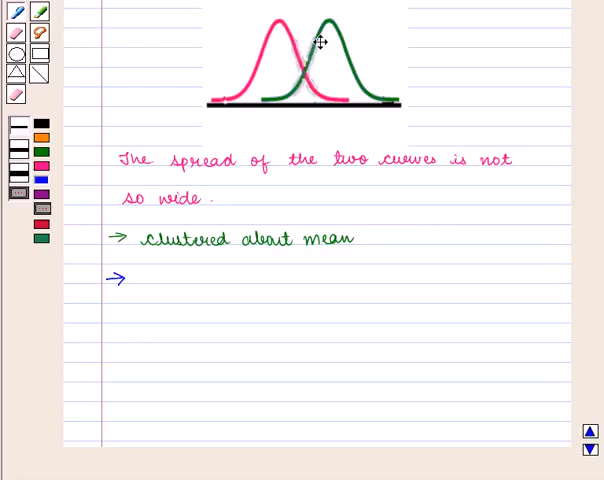 The spread of the two curves is not
so wide.
→ clustered about mean
→